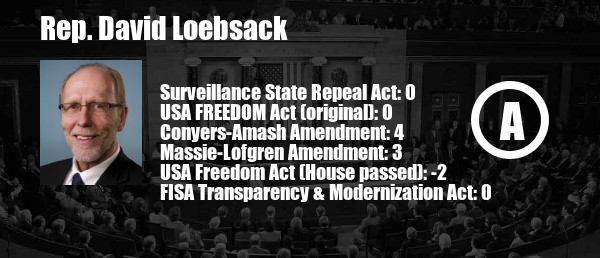 Rep. David Loebsack
Surveillance State Repeal Act: 0
USA FREEDOM Act (original): 0
Conyers-Amash Amendment: 4
Massie-Lofgren Amendment: 3
USA Freedom Act (House passed): -2
FISA Transparency & Modernization Act: 0
A